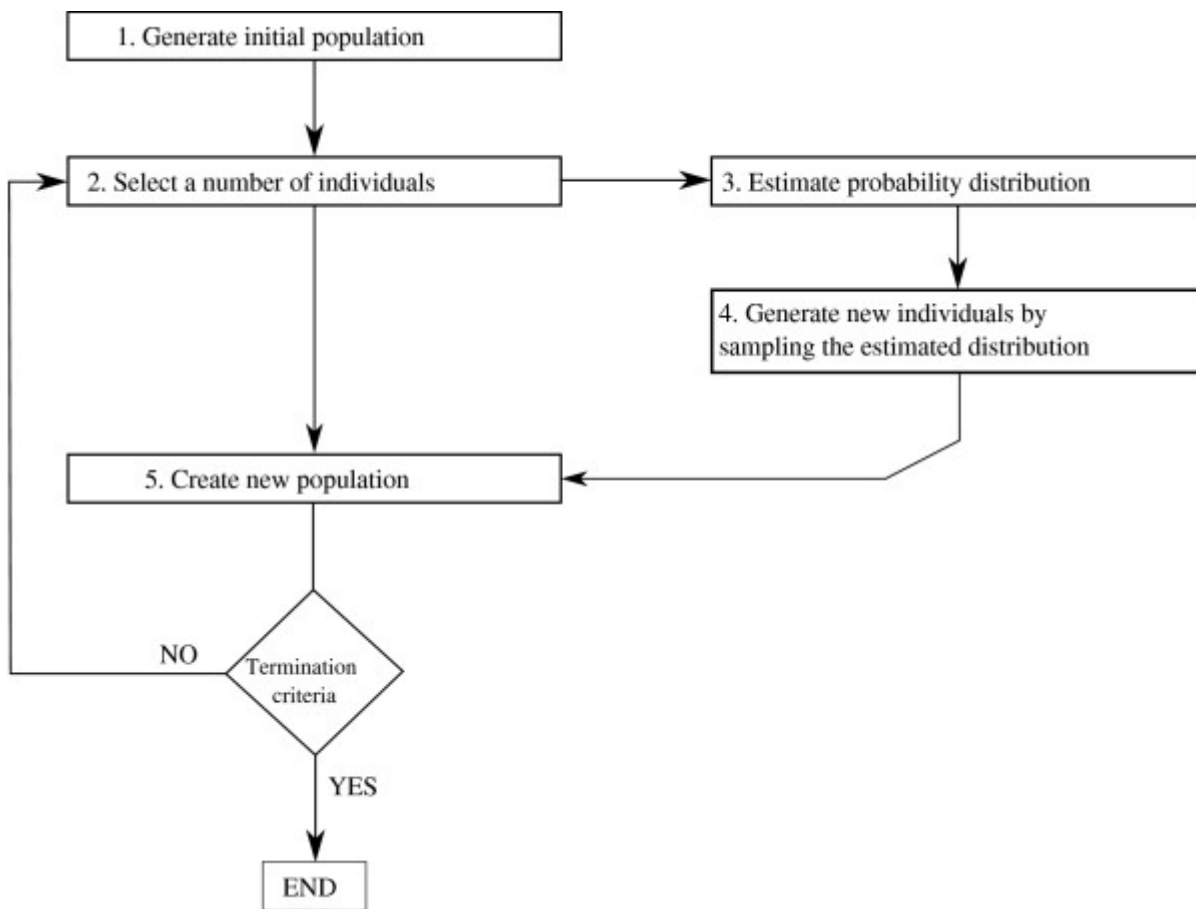 1. Generate initial population
2. Select a number of individuals
3. Estimate probability distribution
4. Generate new individuals by
sampling the estimated distribution
5. Create new population
NO
Termination
criteria
YES
END